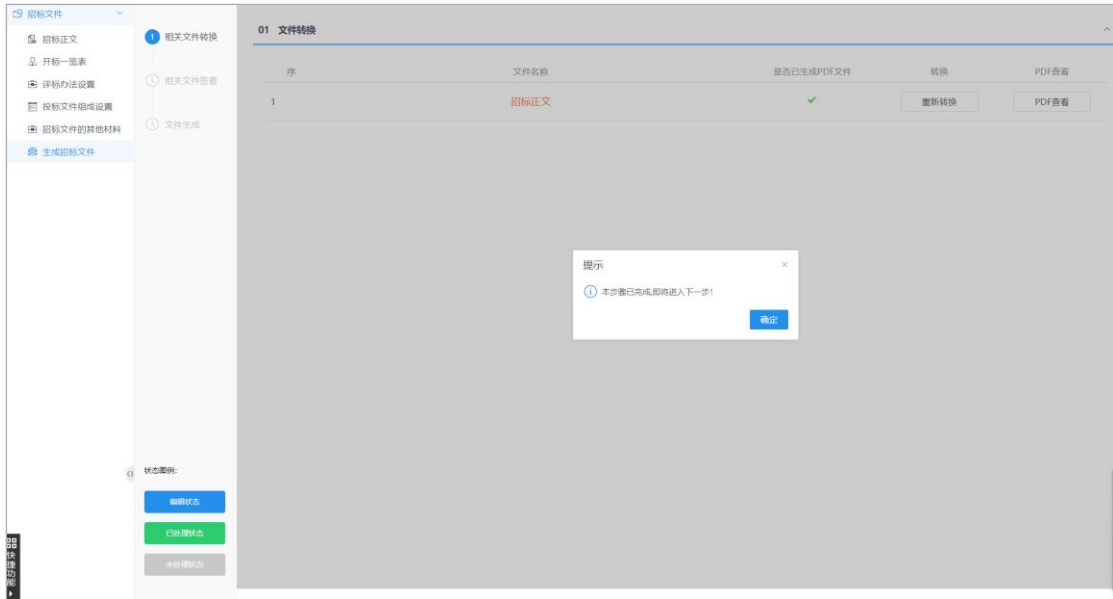 招标文件
招标正文
开标一览表
评标办法设置
投标文件组成设置
招标文件的其他材料
生成招标文件
1 相关文件转换
相关文件签章
文件生成
状态图例:
编辑状态
已处理状态
未处理状态
快捷功能
01 文件转换
序 文件名称 是否已生成PDF文件 转换 PDF查看
1 招标正文 重新转换 PDF查看
提示
本步骤已完成,即将进入下一步!
确定